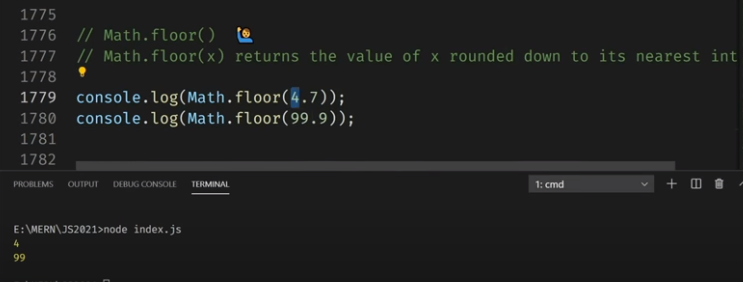 1775
1776 // Math.floor() 🙋
1777 // Math.floor(x) returns the value of x rounded down to its nearest int
1778
1779 console.log(Math.floor(4.7));
1780 console.log(Math.floor(99.9));
1781
1782
PROBLEMS OUTPUT DEBUG CONSOLE TERMINAL 1: cmd
E:\MERN\JS2021>node index.js
4
99